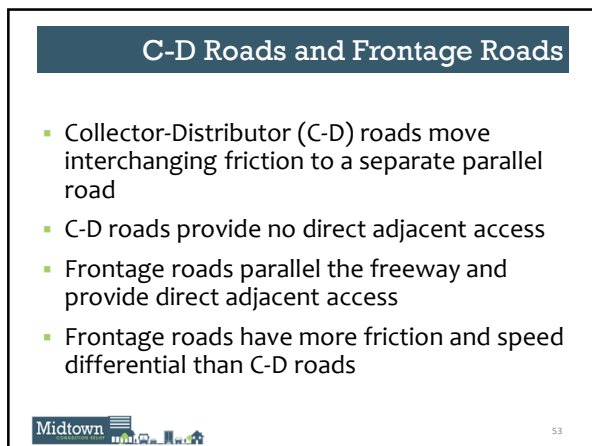 C-D Roads and Frontage Roads
▪ Collector-Distributor (C-D) roads move
interchanging friction to a separate parallel
road
▪ C-D roads provide no direct adjacent access
▪ Frontage roads parallel the freeway and
provide direct adjacent access
▪ Frontage roads have more friction and speed
differential than C-D roads
Midtown
CONGESTION RELIEF
53